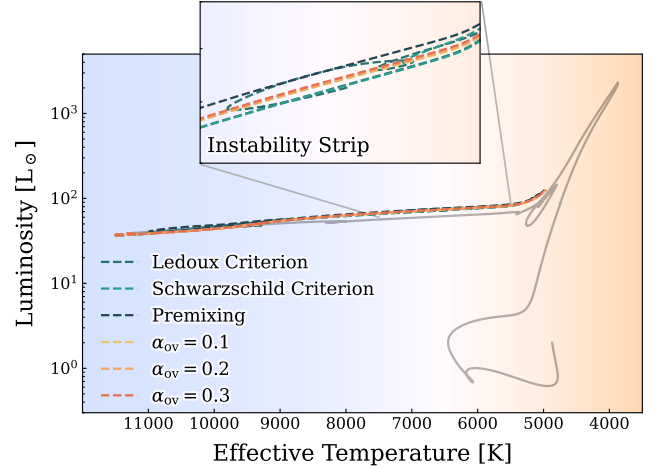 Instability Strip
Luminosity [L⊙]
10³
10²
10¹
10⁰
Ledoux Criterion
Schwarzschild Criterion
Premixing
αov = 0.1
αov = 0.2
αov = 0.3
11000 10000 9000 8000 7000 6000 5000 4000
Effective Temperature [K]